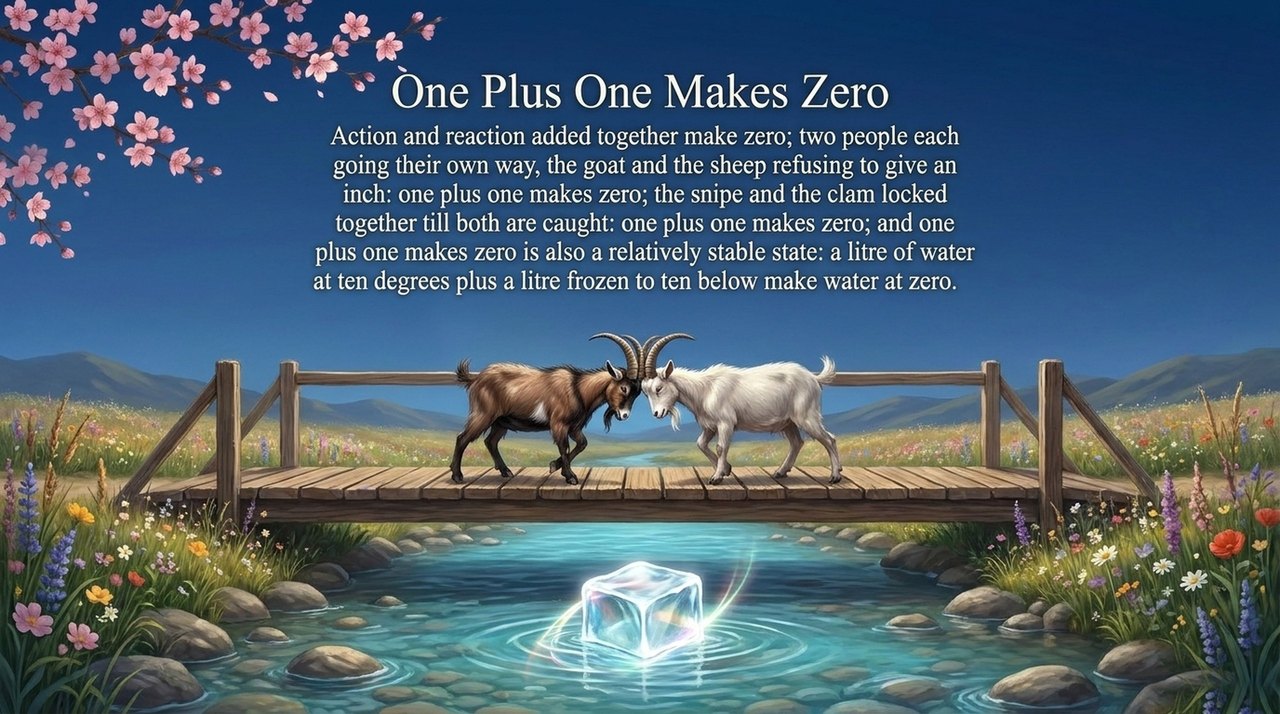 One Plus One Makes Zero
Action and reaction added together make zero; two people each
going their own way, the goat and the sheep refusing to give an
inch: one plus one makes zero; the snipe and the clam locked
together till both are caught: one plus one makes zero; and one
plus one makes zero is also a relatively stable state: a litre of water
at ten degrees plus a litre frozen to ten below make water at zero.